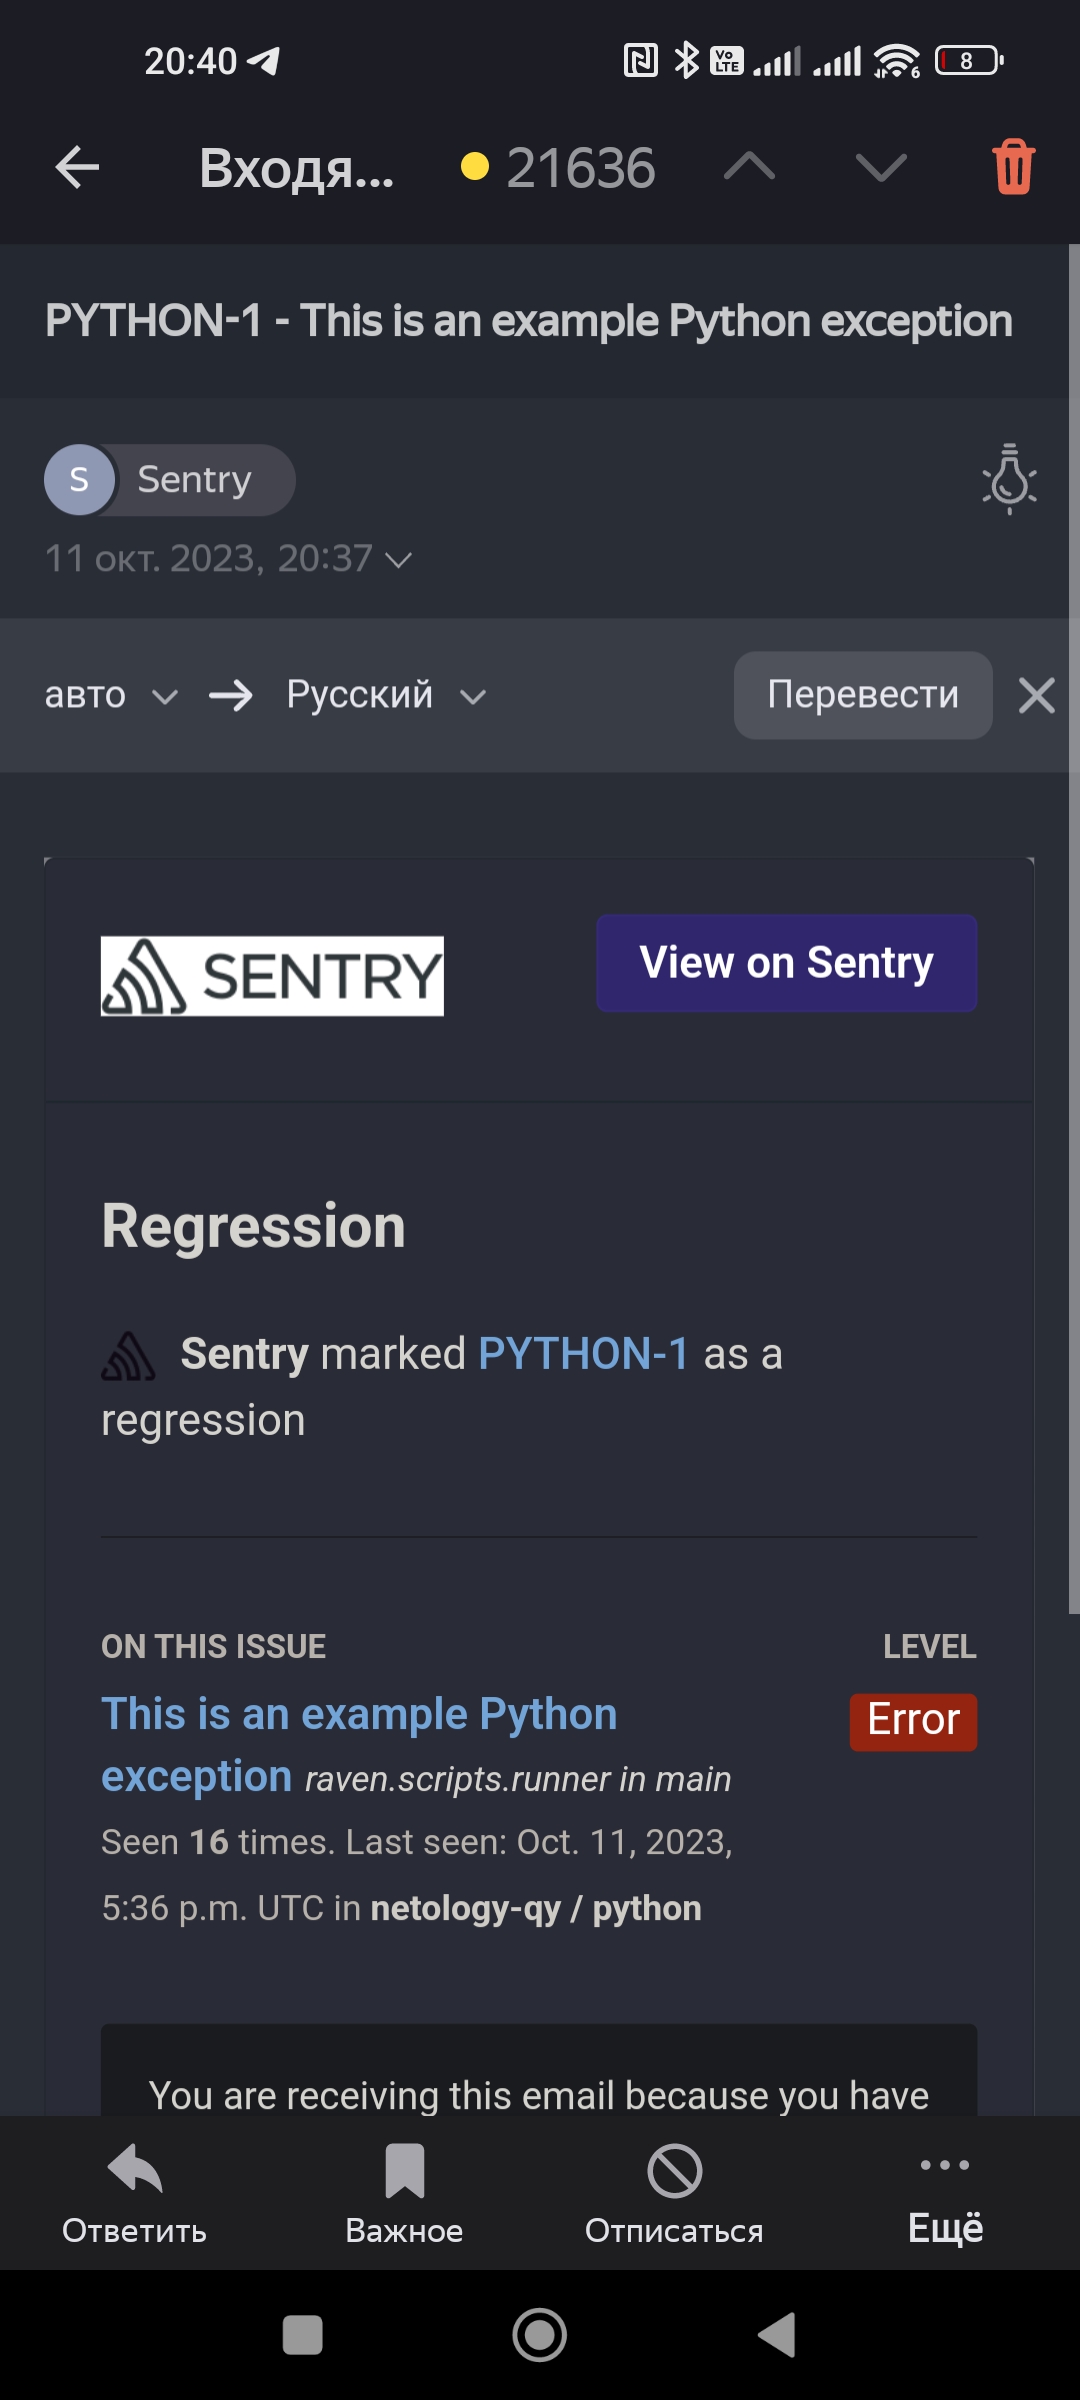 20:40
Vo LTE
6
8
Входя...
21636
PYTHON-1 - This is an example Python exception
S
Sentry
11 окт. 2023, 20:37
авто
Русский
Перевести
SENTRY
View on Sentry
Regression
Sentry marked PYTHON-1 as a
regression
ON THIS ISSUE
LEVEL
This is an example Python
Error
exception raven.scripts.runner in main
Seen 16 times. Last seen: Oct. 11, 2023,
5:36 p.m. UTC in netology-qy / python
You are receiving this email because you have
Ответить
Важное
Отписаться
Ещё